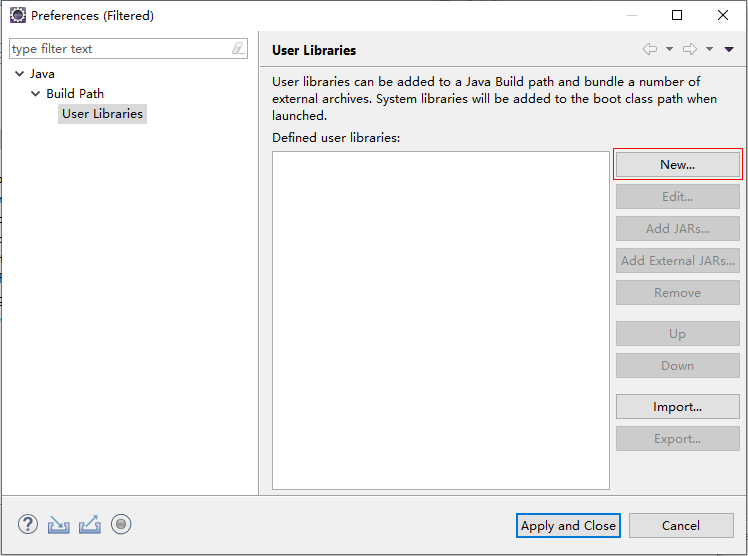 Preferences (Filtered)
type filter text
Java
Build Path
User Libraries
User Libraries
User libraries can be added to a Java Build path and bundle a number of
external archives. System libraries will be added to the boot class path when
launched.
Defined user libraries:
New...
Edit...
Add JARs...
Add External JARs...
Remove
Up
Down
Import...
Export...
Apply and Close
Cancel